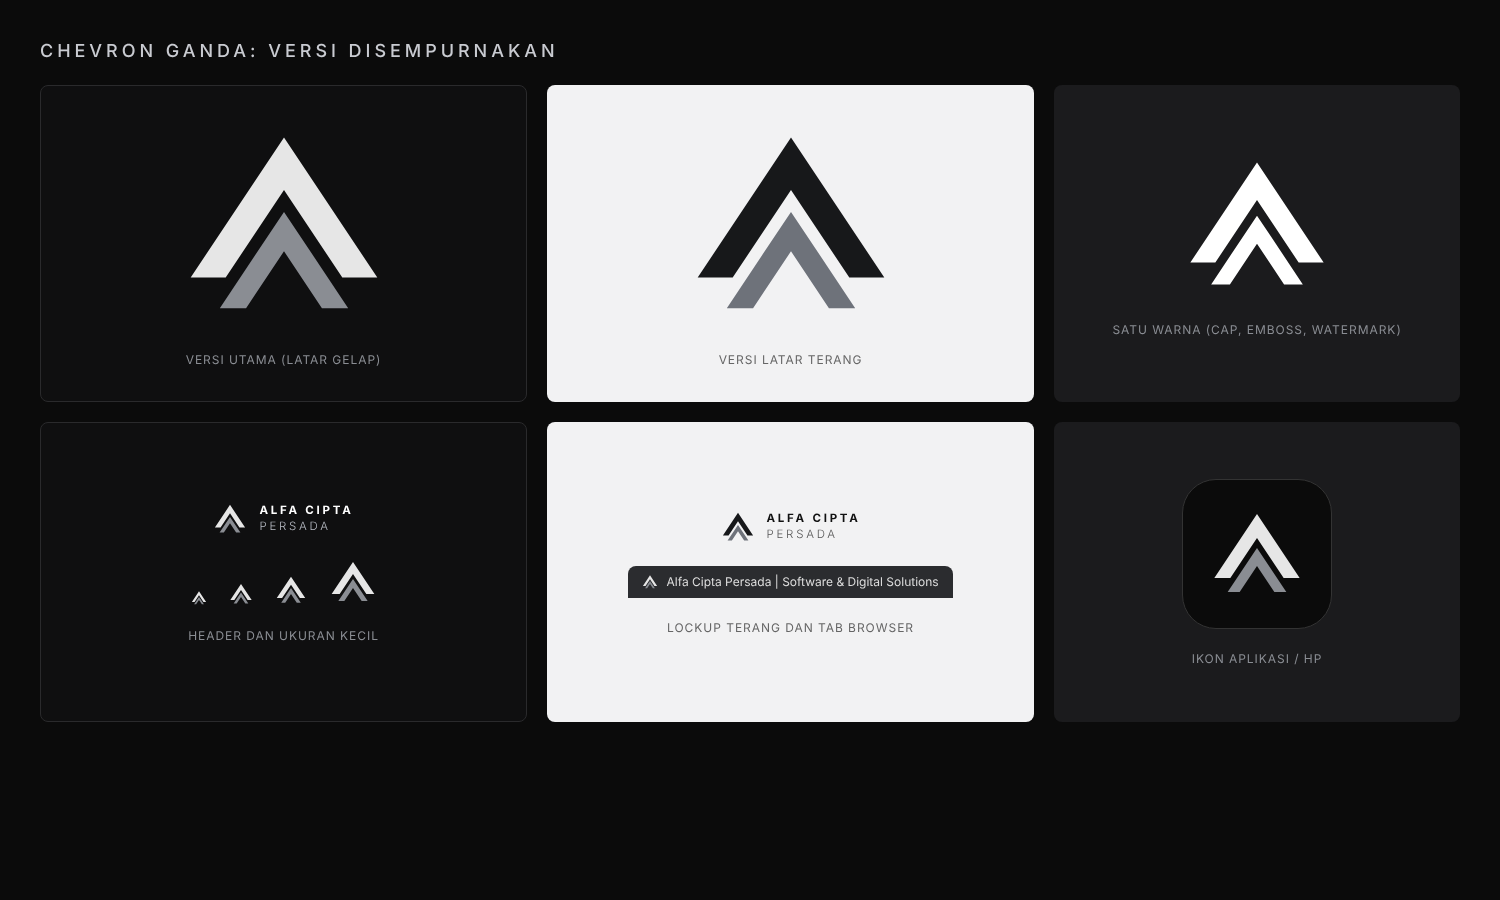 CHEVRON GANDA: VERSI DISEMPURNAKAN
VERSI UTAMA (LATAR GELAP)
VERSI LATAR TERANG
SATU WARNA (CAP, EMBOSS, WATERMARK)
ALFA CIPTA
PERSADA
HEADER DAN UKURAN KECIL
ALFA CIPTA
PERSADA
Alfa Cipta Persada | Software & Digital Solutions
LOCKUP TERANG DAN TAB BROWSER
IKON APLIKASI / HP